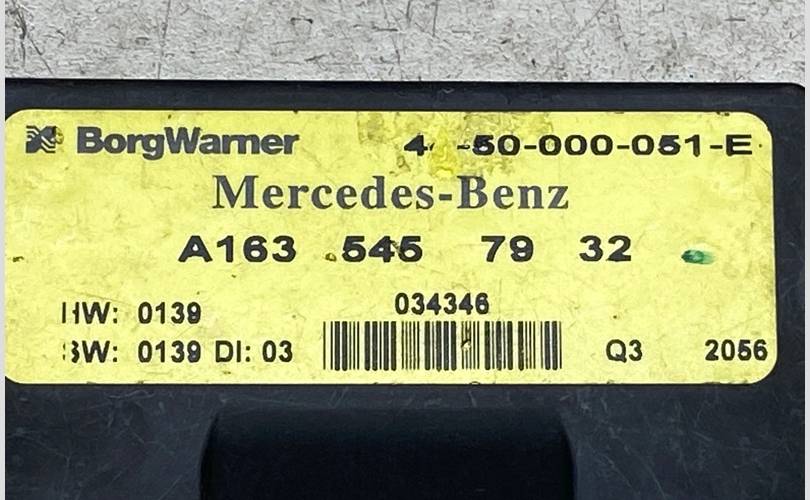 BorgWarner -50-000-051-E
Mercedes-Benz
A163 545 79 32
034346
HW: 0139
SW: 0139 DI: 03 Q3 2056